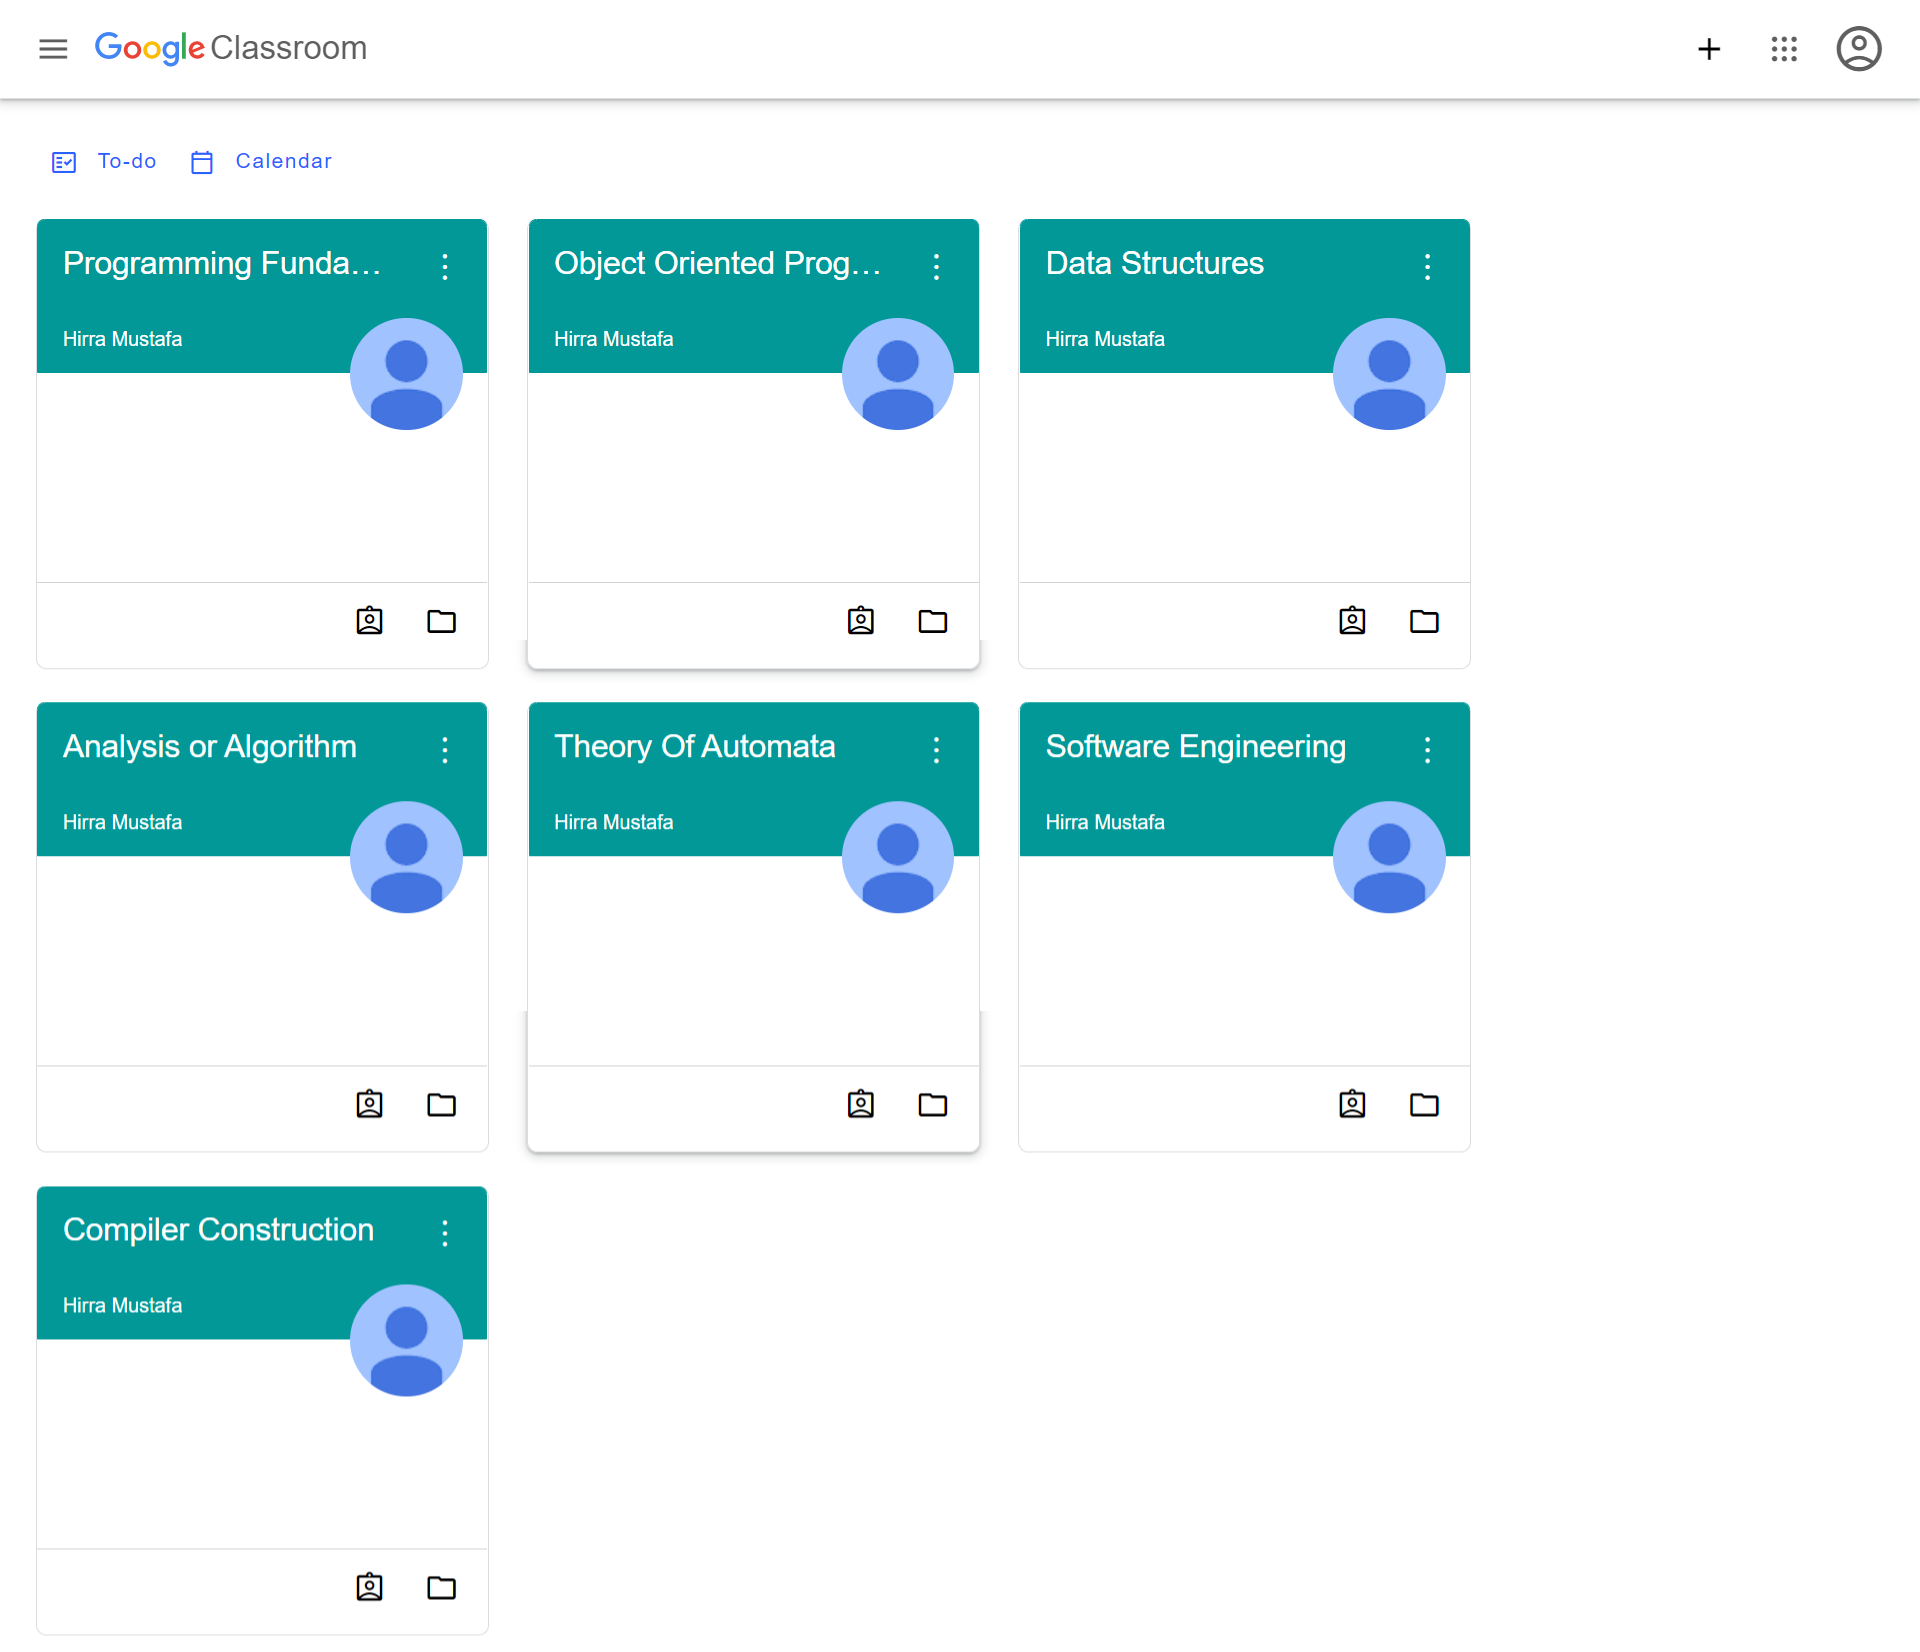 Google Classroom
To-do Calendar
Programming Funda...
Hirra Mustafa
Object Oriented Prog...
Hirra Mustafa
Data Structures
Hirra Mustafa
Analysis or Algorithm
Hirra Mustafa
Theory Of Automata
Hirra Mustafa
Software Engineering
Hirra Mustafa
Compiler Construction
Hirra Mustafa